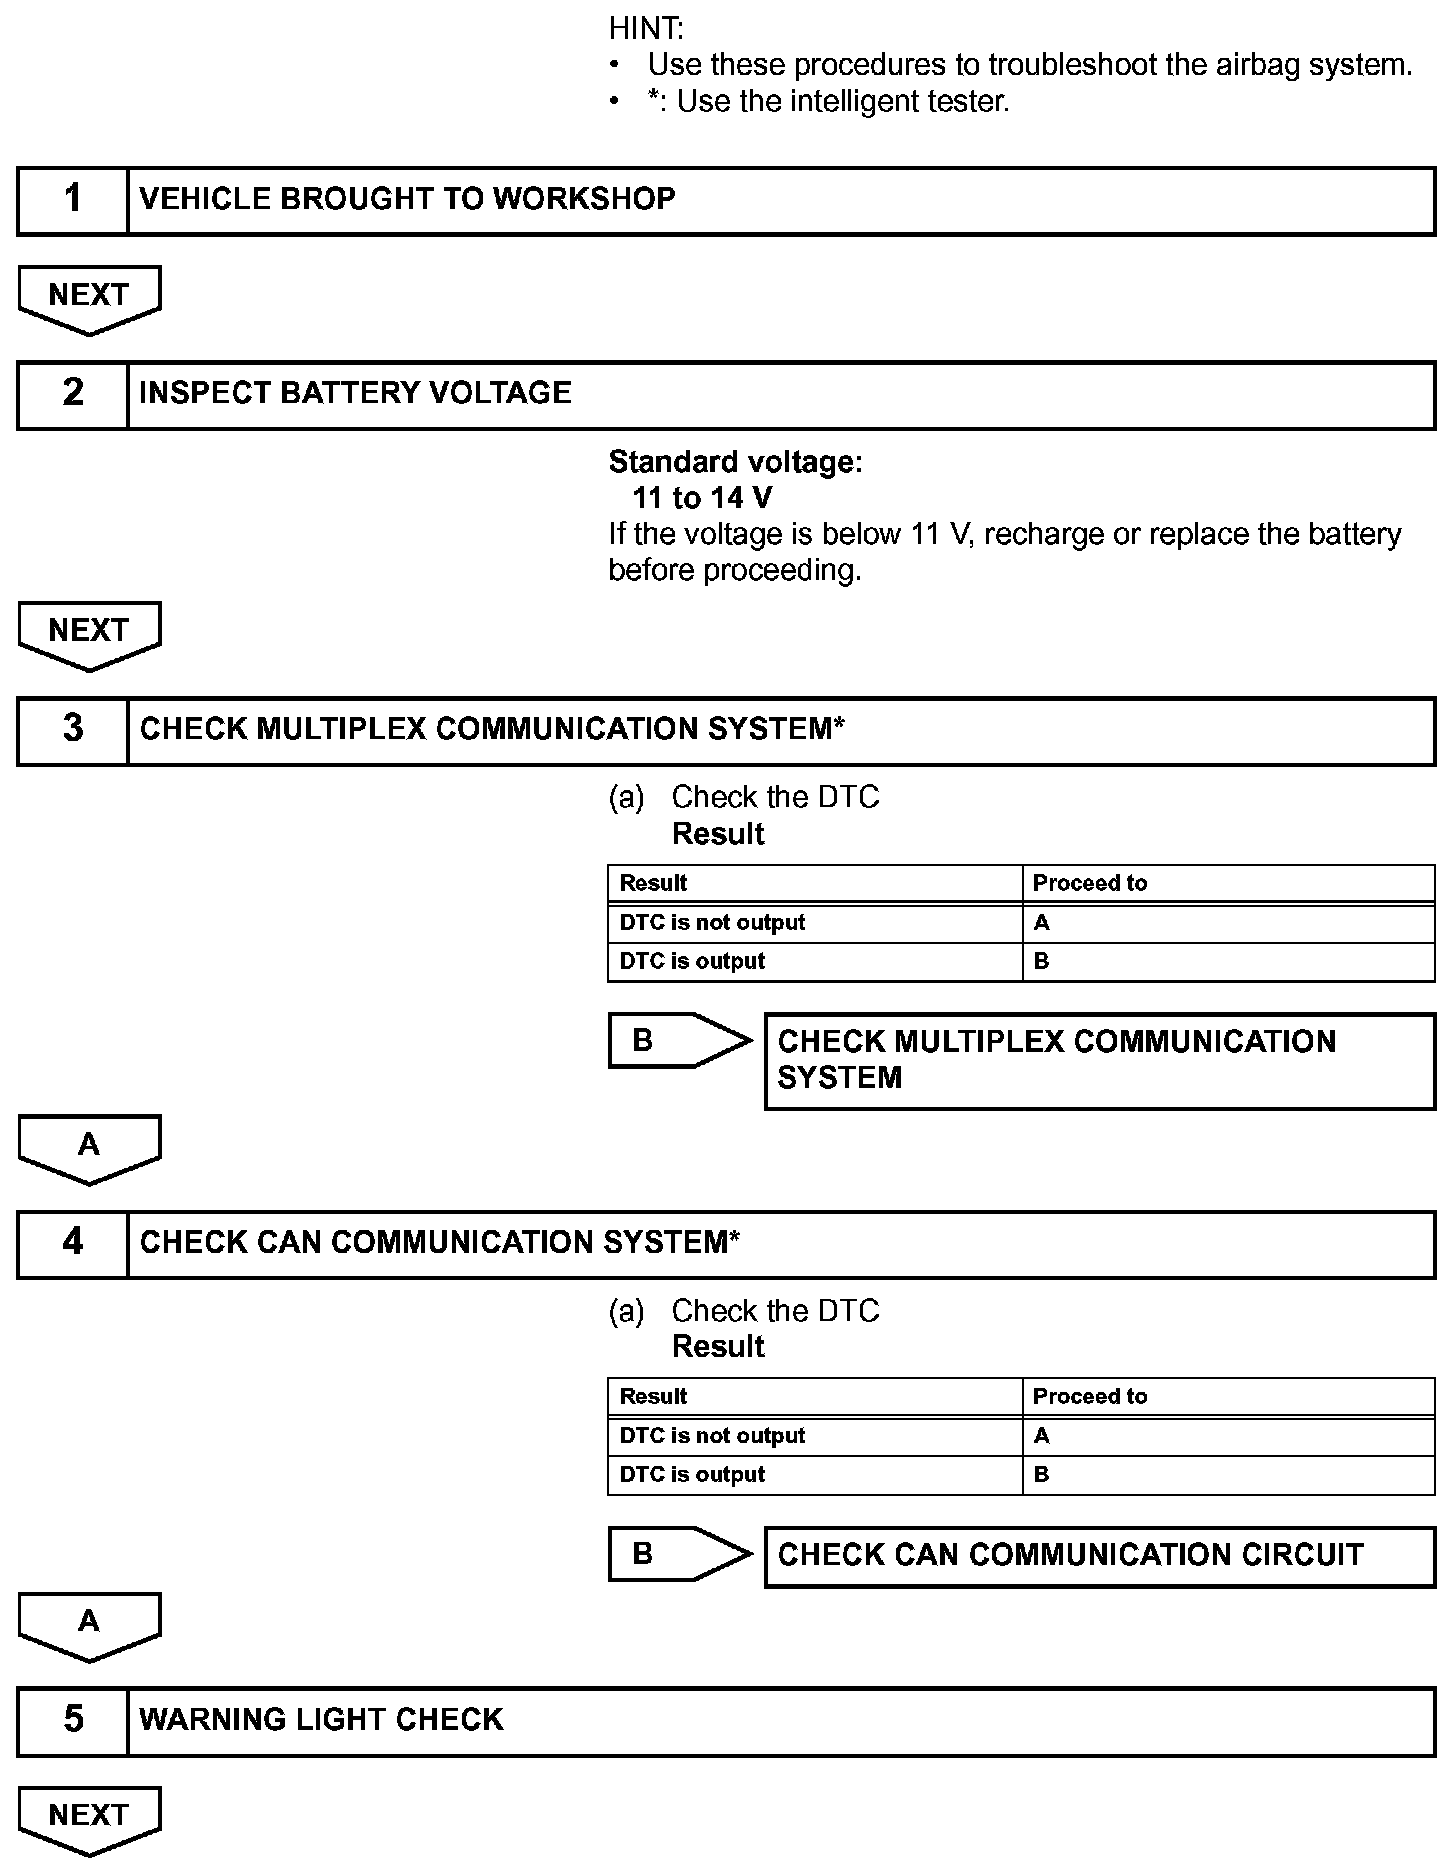 HINT:
• Use these procedures to troubleshoot the airbag system.
• *: Use the intelligent tester.
1 VEHICLE BROUGHT TO WORKSHOP
NEXT
2 INSPECT BATTERY VOLTAGE
Standard voltage:
11 to 14 V
If the voltage is below 11 V, recharge or replace the battery
before proceeding.
NEXT
3 CHECK MULTIPLEX COMMUNICATION SYSTEM*
(a) Check the DTC
Result
Result Proceed to
DTC is not output A
DTC is output B
B CHECK MULTIPLEX COMMUNICATION
SYSTEM
A
4 CHECK CAN COMMUNICATION SYSTEM*
(a) Check the DTC
Result
Result Proceed to
DTC is not output A
DTC is output B
B CHECK CAN COMMUNICATION CIRCUIT
A
5 WARNING LIGHT CHECK
NEXT